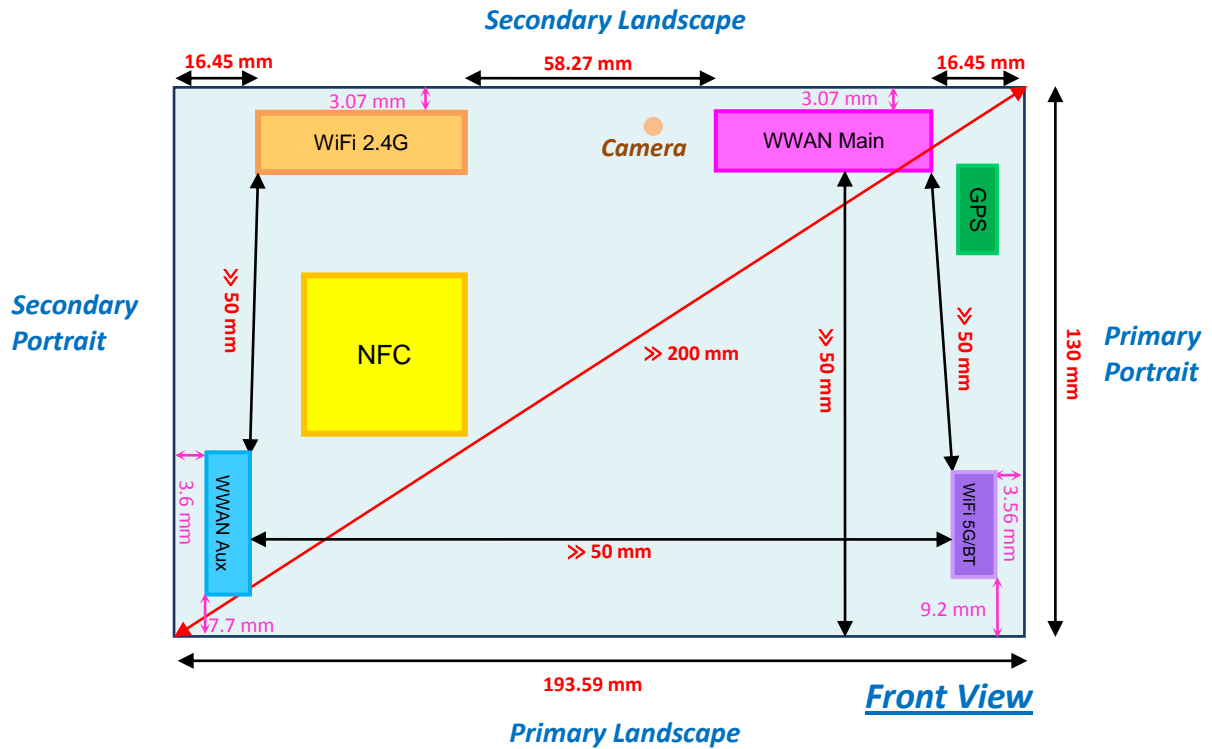 Secondary Landscape
16.45 mm
58.27 mm
16.45 mm
3.07 mm
3.07 mm
WiFi 2.4G
Camera
WWAN Main
GPS
≫ 50 mm
≫ 50 mm
≫ 50 mm
Secondary
Portrait
NFC
≫ 200 mm
130 mm
Primary
Portrait
3.6 mm
WWAN Aux
≫ 50 mm
WiFi 5G/BT
3.56 mm
7.7 mm
9.2 mm
193.59 mm
Front View
Primary Landscape